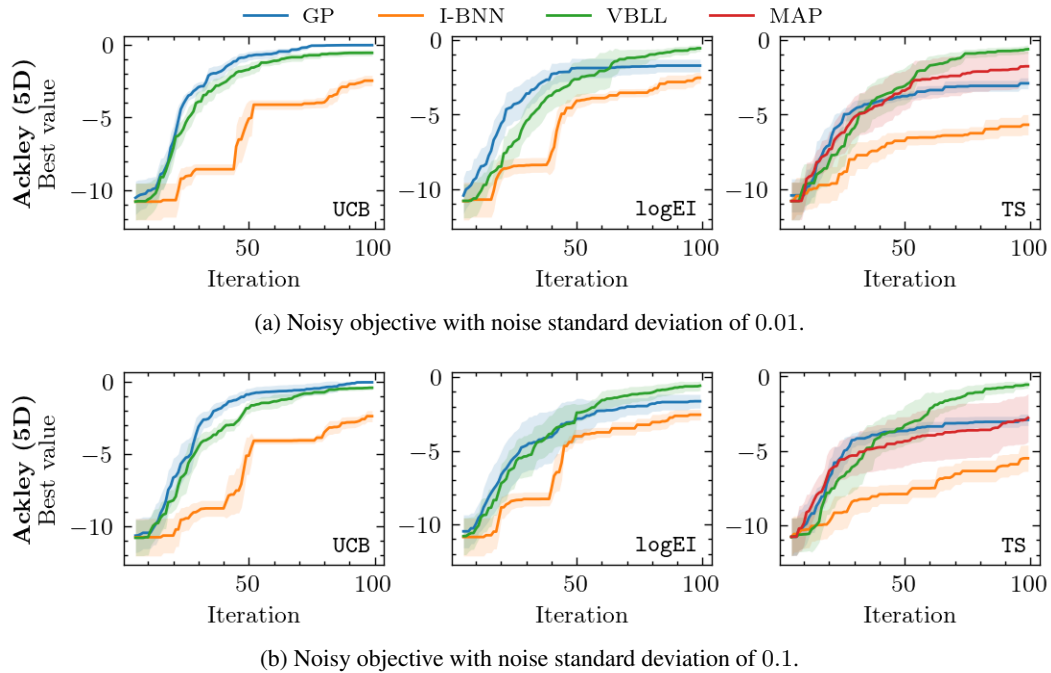 GP I-BNN VBLL MAP
Ackley (5D)
Best value
0
−5
−10
UCB
50 100
Iteration
0
−5
−10
logEI
50 100
Iteration
0
−5
−10
TS
50 100
Iteration
(a) Noisy objective with noise standard deviation of 0.01.
Ackley (5D)
Best value
0
−5
−10
UCB
50 100
Iteration
0
−5
−10
logEI
50 100
Iteration
0
−5
−10
TS
50 100
Iteration
(b) Noisy objective with noise standard deviation of 0.1.